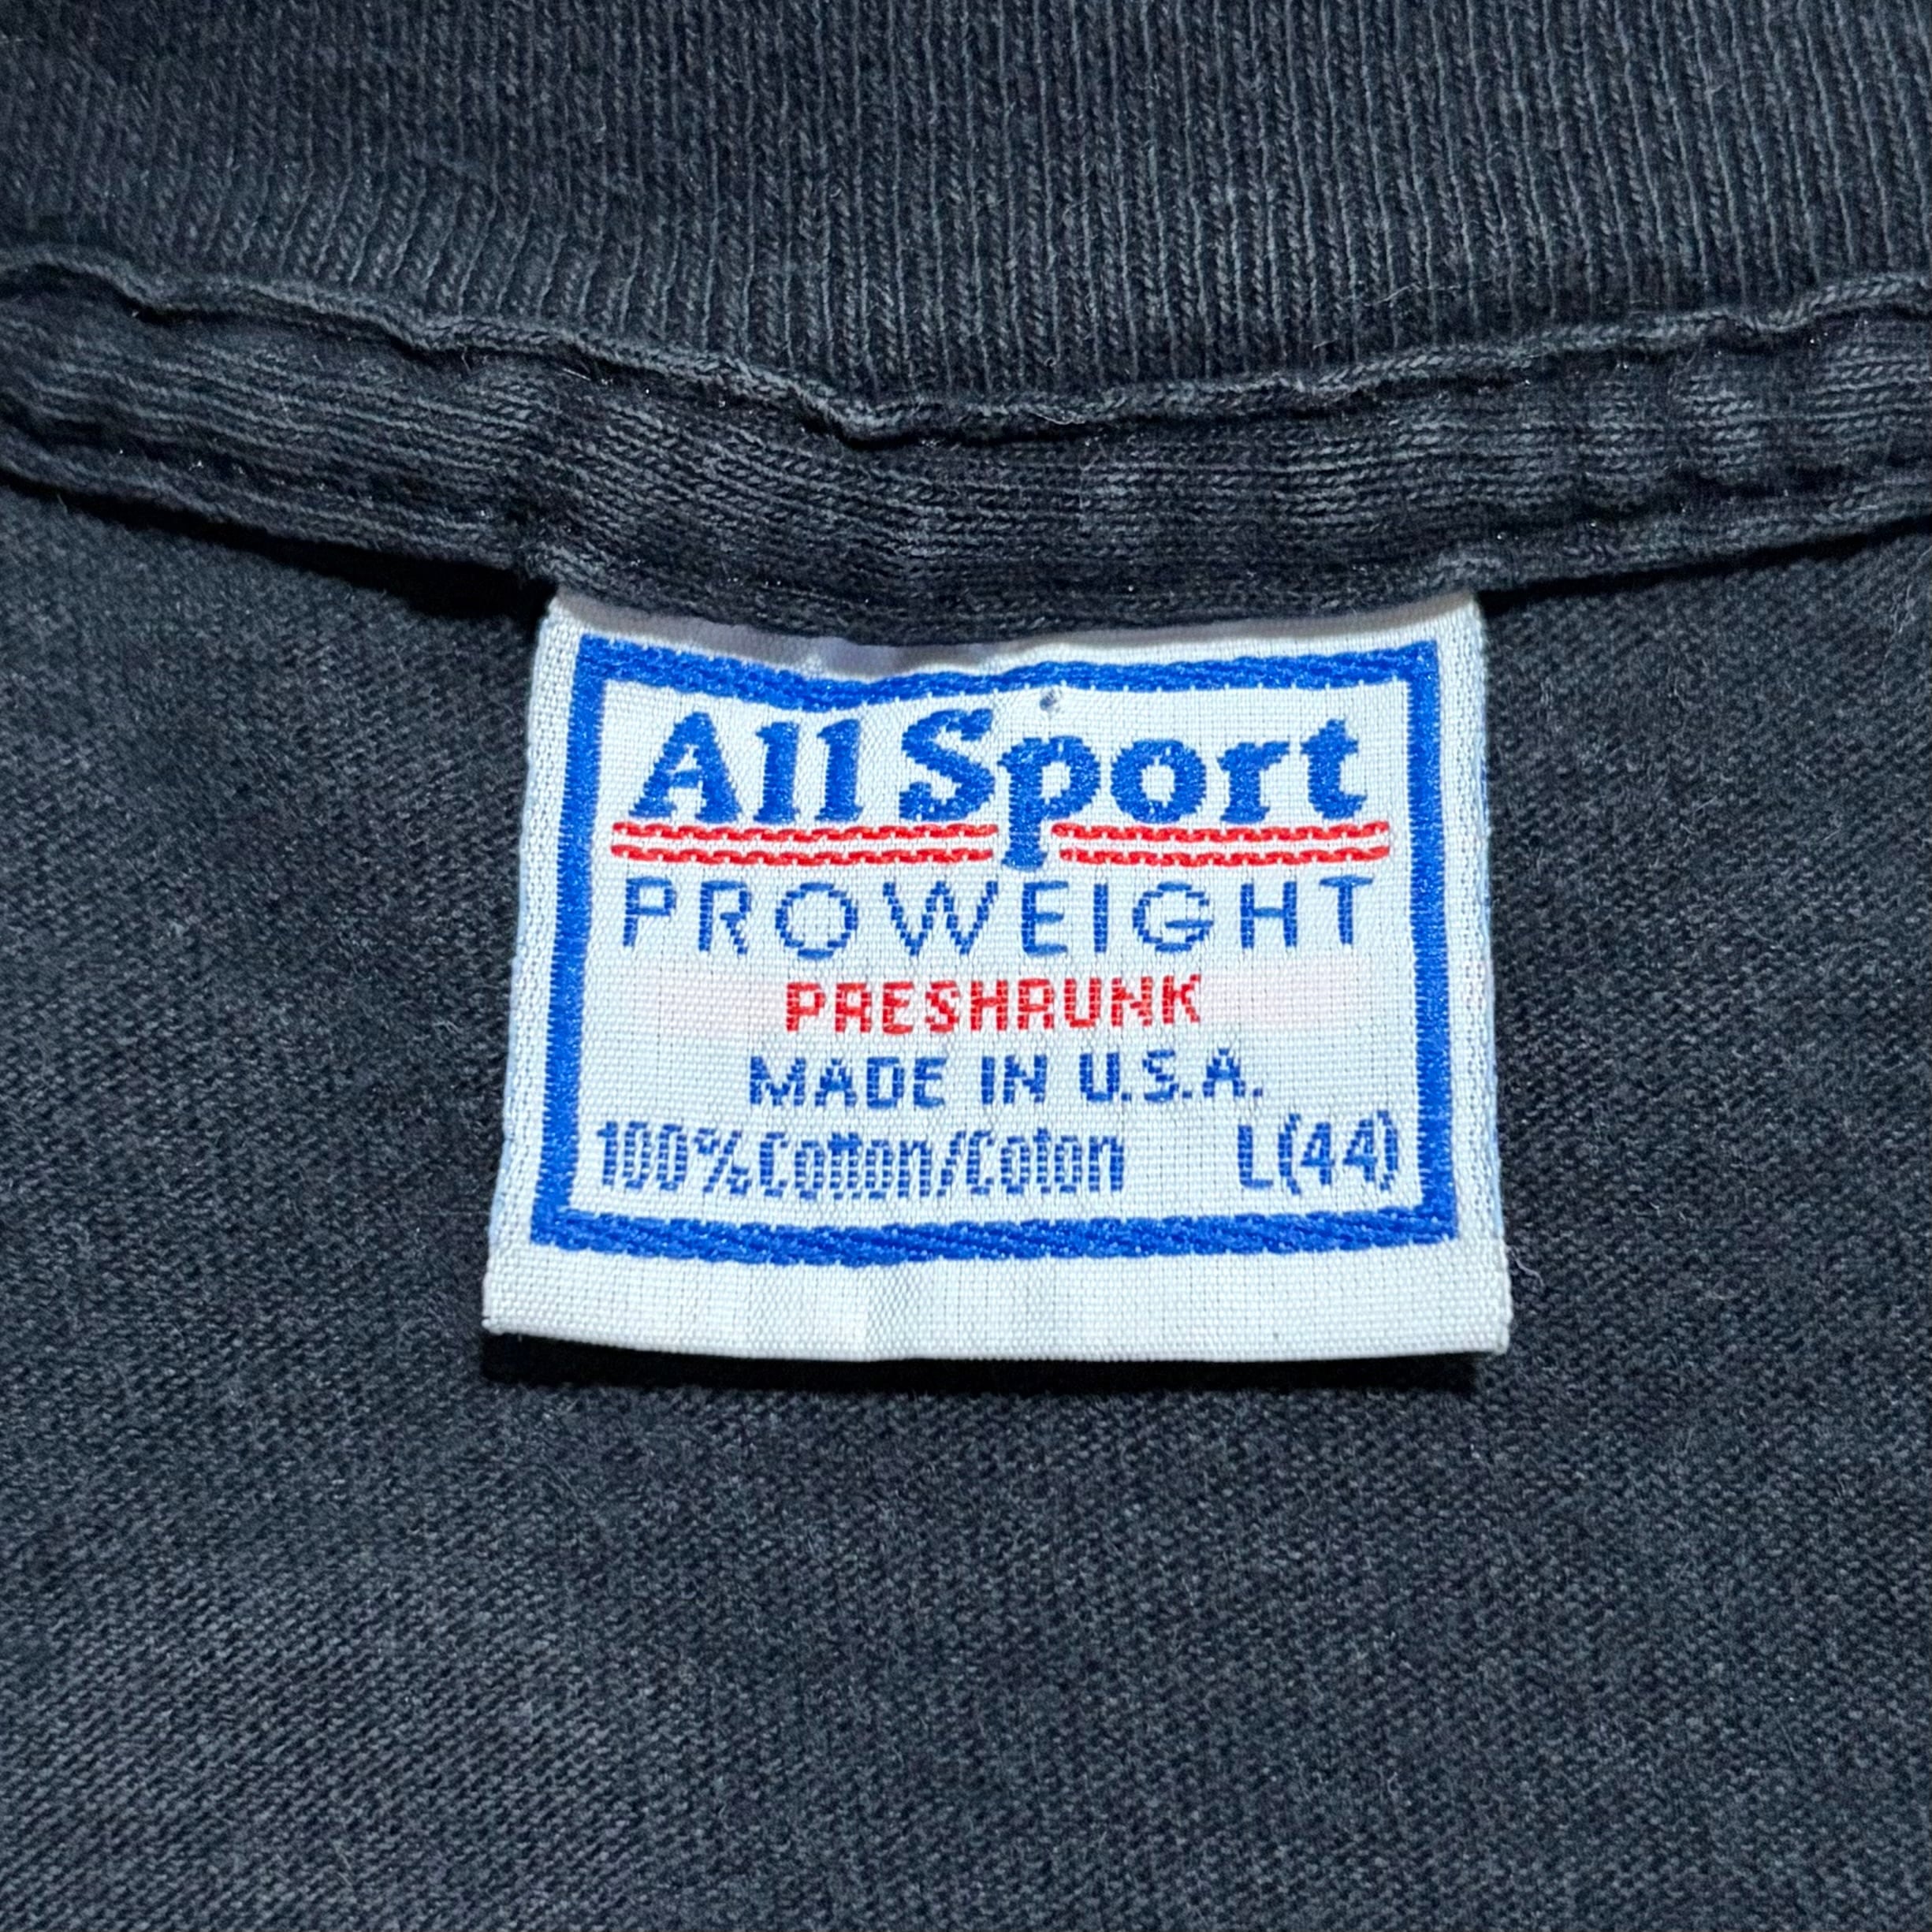 All Sport
PROWEIGHT
PRESHRUNK
MADE IN U.S.A.
100% Cotton/Coton L(44)